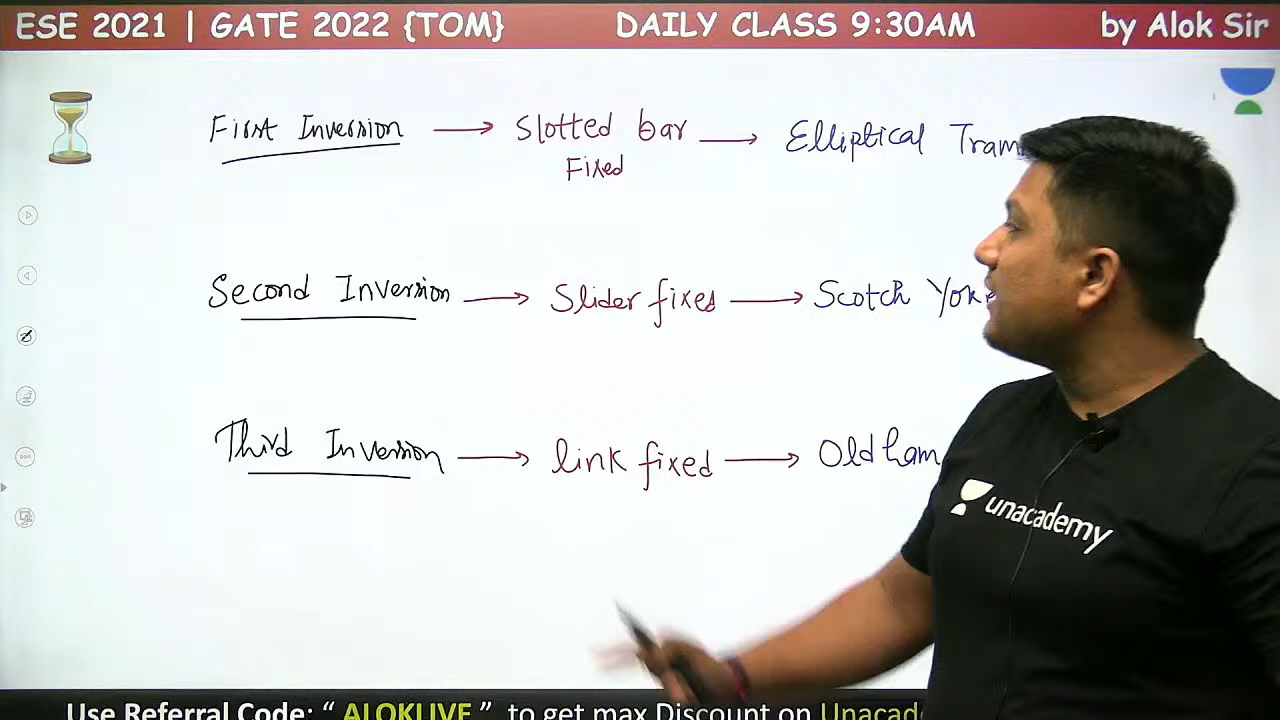 ESE 2021 | GATE 2022 {TOM} DAILY CLASS 9:30AM by Alok Sir
First Inversion → Slotted bar → Elliptical Tram
Fixed
Second Inversion → Slider fixes → Scotch Yoke
Third Inversion → link fixed → Oldham
unacademy
Use Referral Code: “ ALOKLIVE ” to get max Discount on Unacad